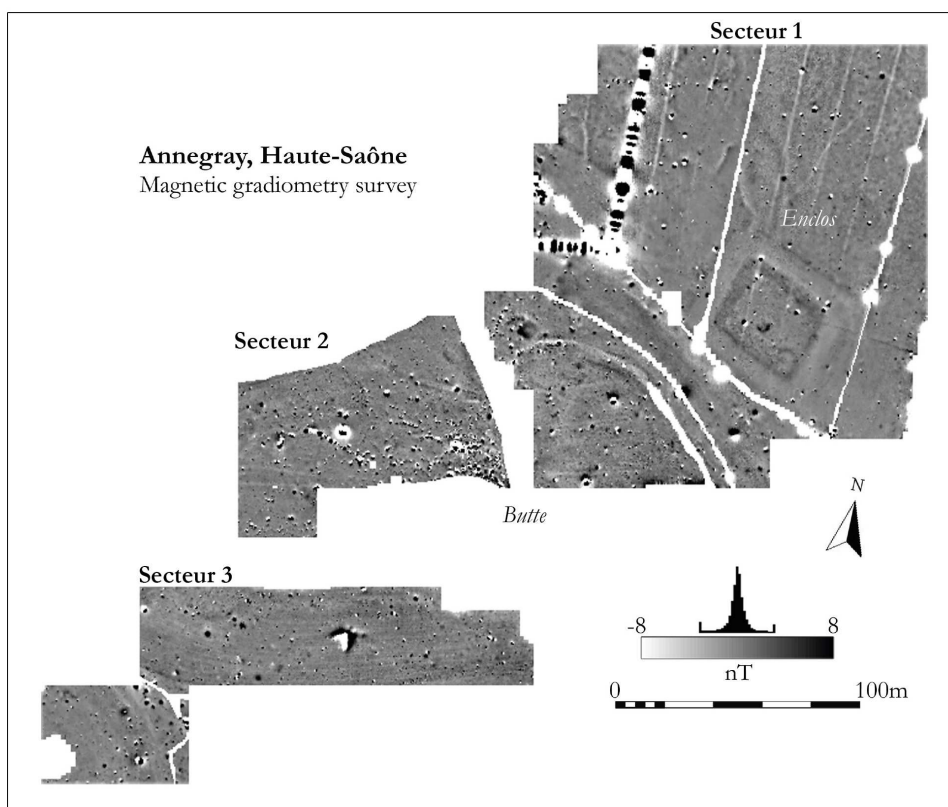 Secteur 1
Annegray, Haute-Saône
Magnetic gradiometry survey
Enclos
Secteur 2
Butte
N
Secteur 3
-8 8
nT
0 100m